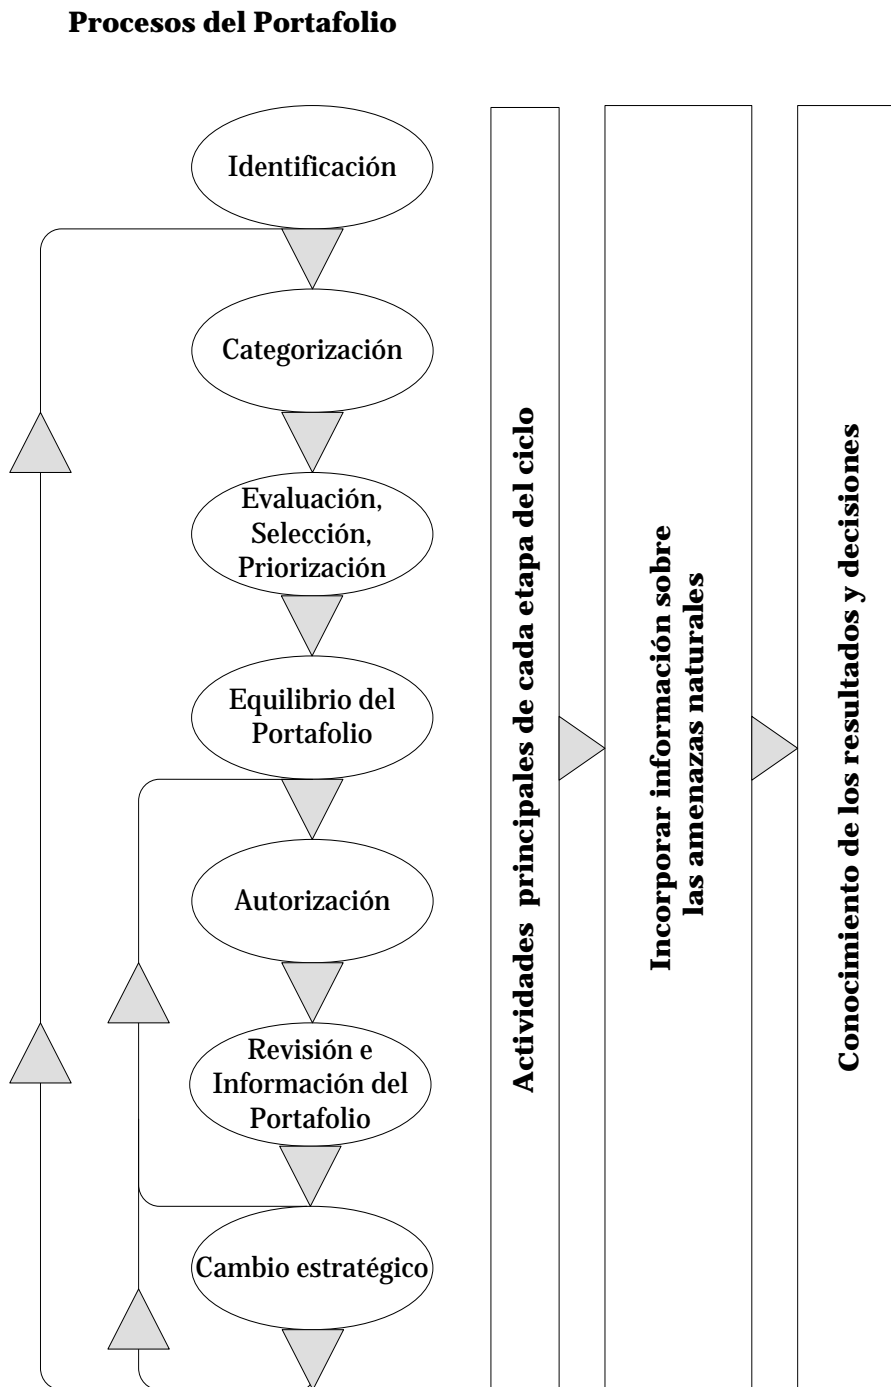 Procesos del Portafolio
Identificación
Categorización
Evaluación,
Selección,
Priorización
Equilibrio del
Portafolio
Autorización
Revisión e
Información del
Portafolio
Cambio estratégico
Actividades principales de cada etapa del ciclo
Incorporar información sobre
las amenazas naturales
Conocimiento de los resultados y decisiones